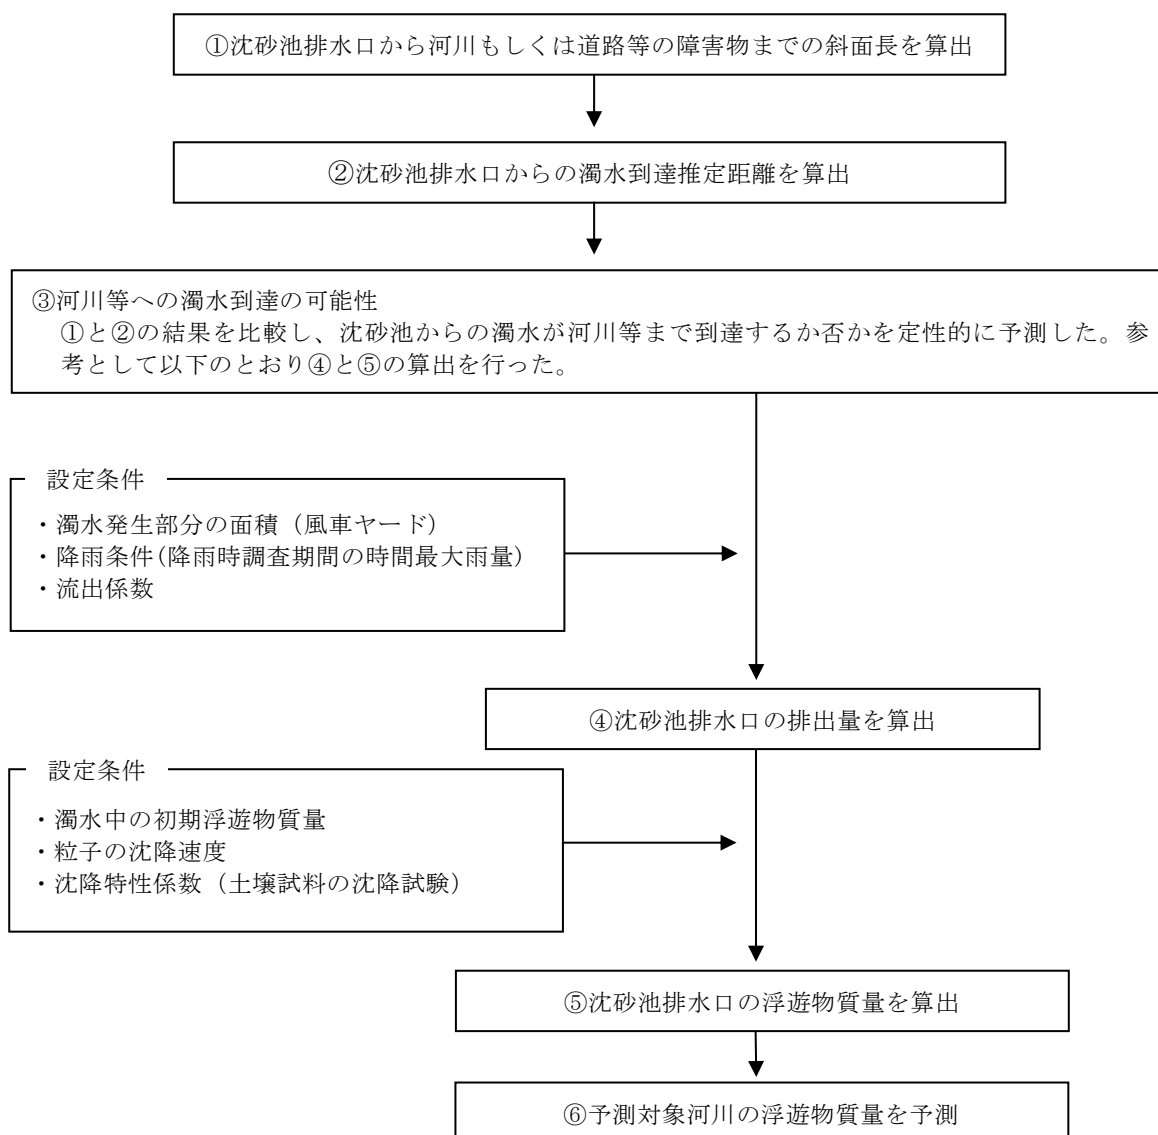 ①沈砂池排水口から河川もしくは道路等の障害物までの斜面長を算出
②沈砂池排水口からの濁水到達推定距離を算出
③河川等への濁水到達の可能性
①と②の結果を比較し、沈砂池からの濁水が河川等まで到達するか否かを定性的に予測した。参
考として以下のとおり④と⑤の算出を行った。
設定条件
・濁水発生部分の面積（風車ヤード）
・降雨条件(降雨時調査期間の時間最大雨量)
・流出係数
④沈砂池排水口の排出量を算出
設定条件
・濁水中の初期浮遊物質量
・粒子の沈降速度
・沈降特性係数（土壌試料の沈降試験）
⑤沈砂池排水口の浮遊物質量を算出
⑥予測対象河川の浮遊物質量を予測